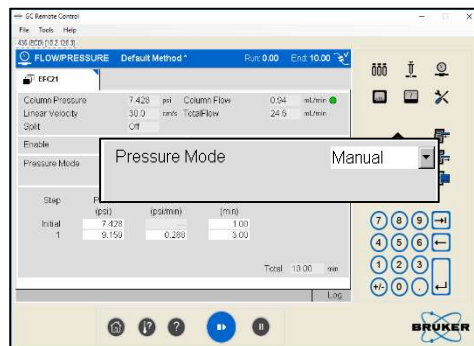 GC Remote Control
File Tools Help
FLOW/PRESSURE Default Method* Run: 0.00 End: 10.00
EFC21
Column Pressure 7.428 psi Column Flow 0.94 mL/min
Linear Velocity 30.0 cm/s TotalFlow 24.5 mL/min
Split Off
Enable
Pressure Mode
Pressure Mode Manual
Step
(psi) (psi/min) (min)
Initial 7.428 1.00
1 9.159 0.288 3.00
Total 10.00 min
Log
7 8 9
4 5 6
1 2 3
+/- 0 .
BRUKER